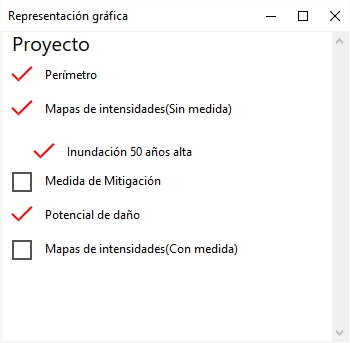 Representación gráfica
Proyecto
Perímetro
Mapas de intensidades(Sin medida)
Inundación 50 años alta
Medida de Mitigación
Potencial de daño
Mapas de intensidades(Con medida)